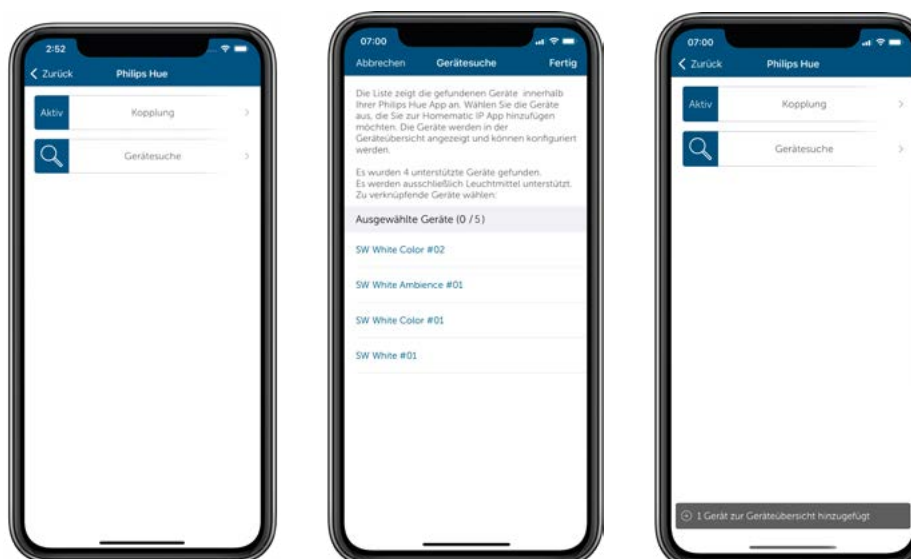 2:52
Zurück
Philips Hue
Aktiv
Kopplung
Gerätesuche
07:00
Abbrechen
Gerätesuche
Fertig
Die Liste zeigt die gefundenen Geräte innerhalb
Ihrer Philips Hue App an. Wählen Sie die Geräte
aus, die Sie zur Homematic IP App hinzufügen
möchten. Die Geräte werden in der
Geräteübersicht angezeigt und können konfiguriert
werden.
Es wurden 4 unterstützte Geräte gefunden.
Es werden ausschließlich Leuchtmittel unterstützt.
Zu verknüpfende Geräte wählen:
Ausgewählte Geräte (0 / 5)
SW White Color #02
SW White Ambience #01
SW White Color #01
SW White #01
07:00
Zurück
Philips Hue
Aktiv
Kopplung
Gerätesuche
1 Gerät zur Geräteübersicht hinzugefügt